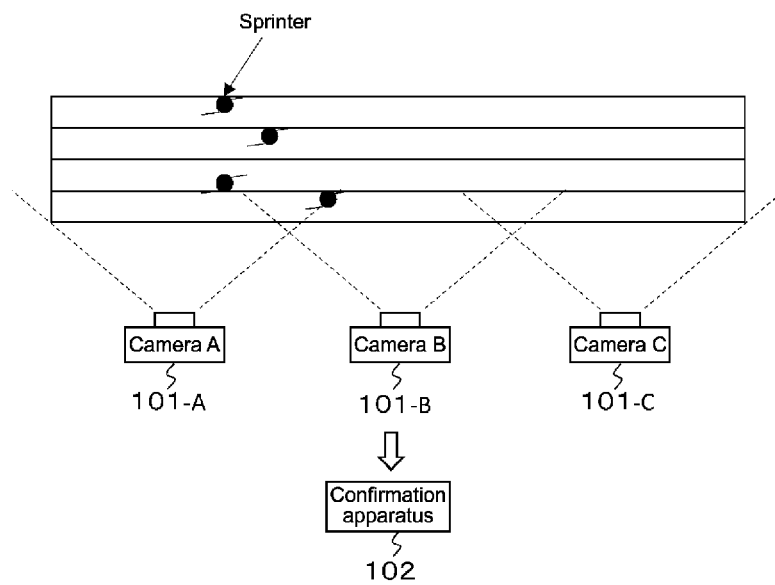 Sprinter
Camera A
Camera B
Camera C
101-A
101-B
101-C
Confirmation
apparatus
102